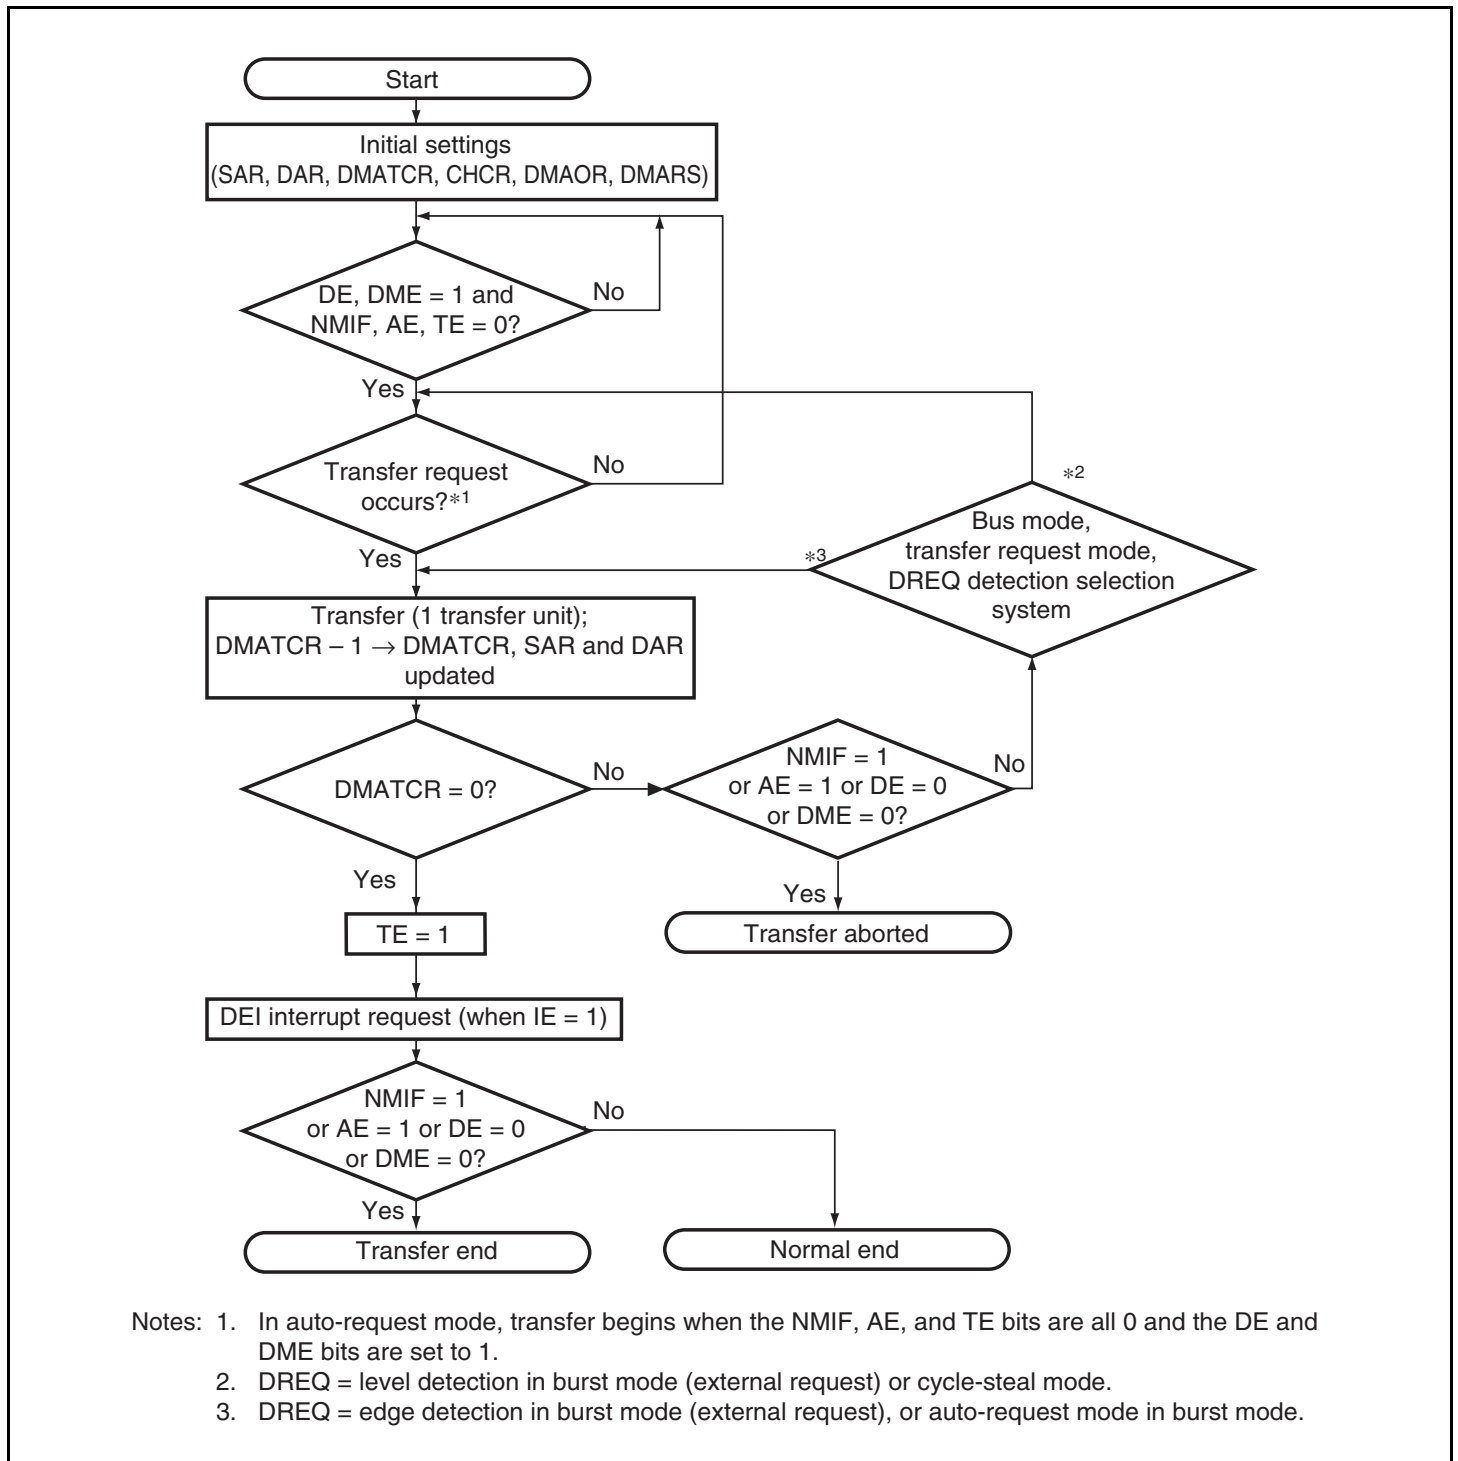 Start
Initial settings
(SAR, DAR, DMATCR, CHCR, DMAOR, DMARS)
DE, DME = 1 and
NMIF, AE, TE = 0?
No
Yes
Transfer request
occurs?*1
No
Yes
*2
Bus mode,
transfer request mode,
DREQ detection selection
system
*3
Transfer (1 transfer unit);
DMATCR – 1 → DMATCR, SAR and DAR
updated
DMATCR = 0?
No
NMIF = 1
or AE = 1 or DE = 0
or DME = 0?
No
Yes
Yes
TE = 1
Transfer aborted
DEI interrupt request (when IE = 1)
NMIF = 1
or AE = 1 or DE = 0
or DME = 0?
No
Yes
Transfer end
Normal end
Notes: 1. In auto-request mode, transfer begins when the NMIF, AE, and TE bits are all 0 and the DE and
DME bits are set to 1.
2. DREQ = level detection in burst mode (external request) or cycle-steal mode.
3. DREQ = edge detection in burst mode (external request), or auto-request mode in burst mode.